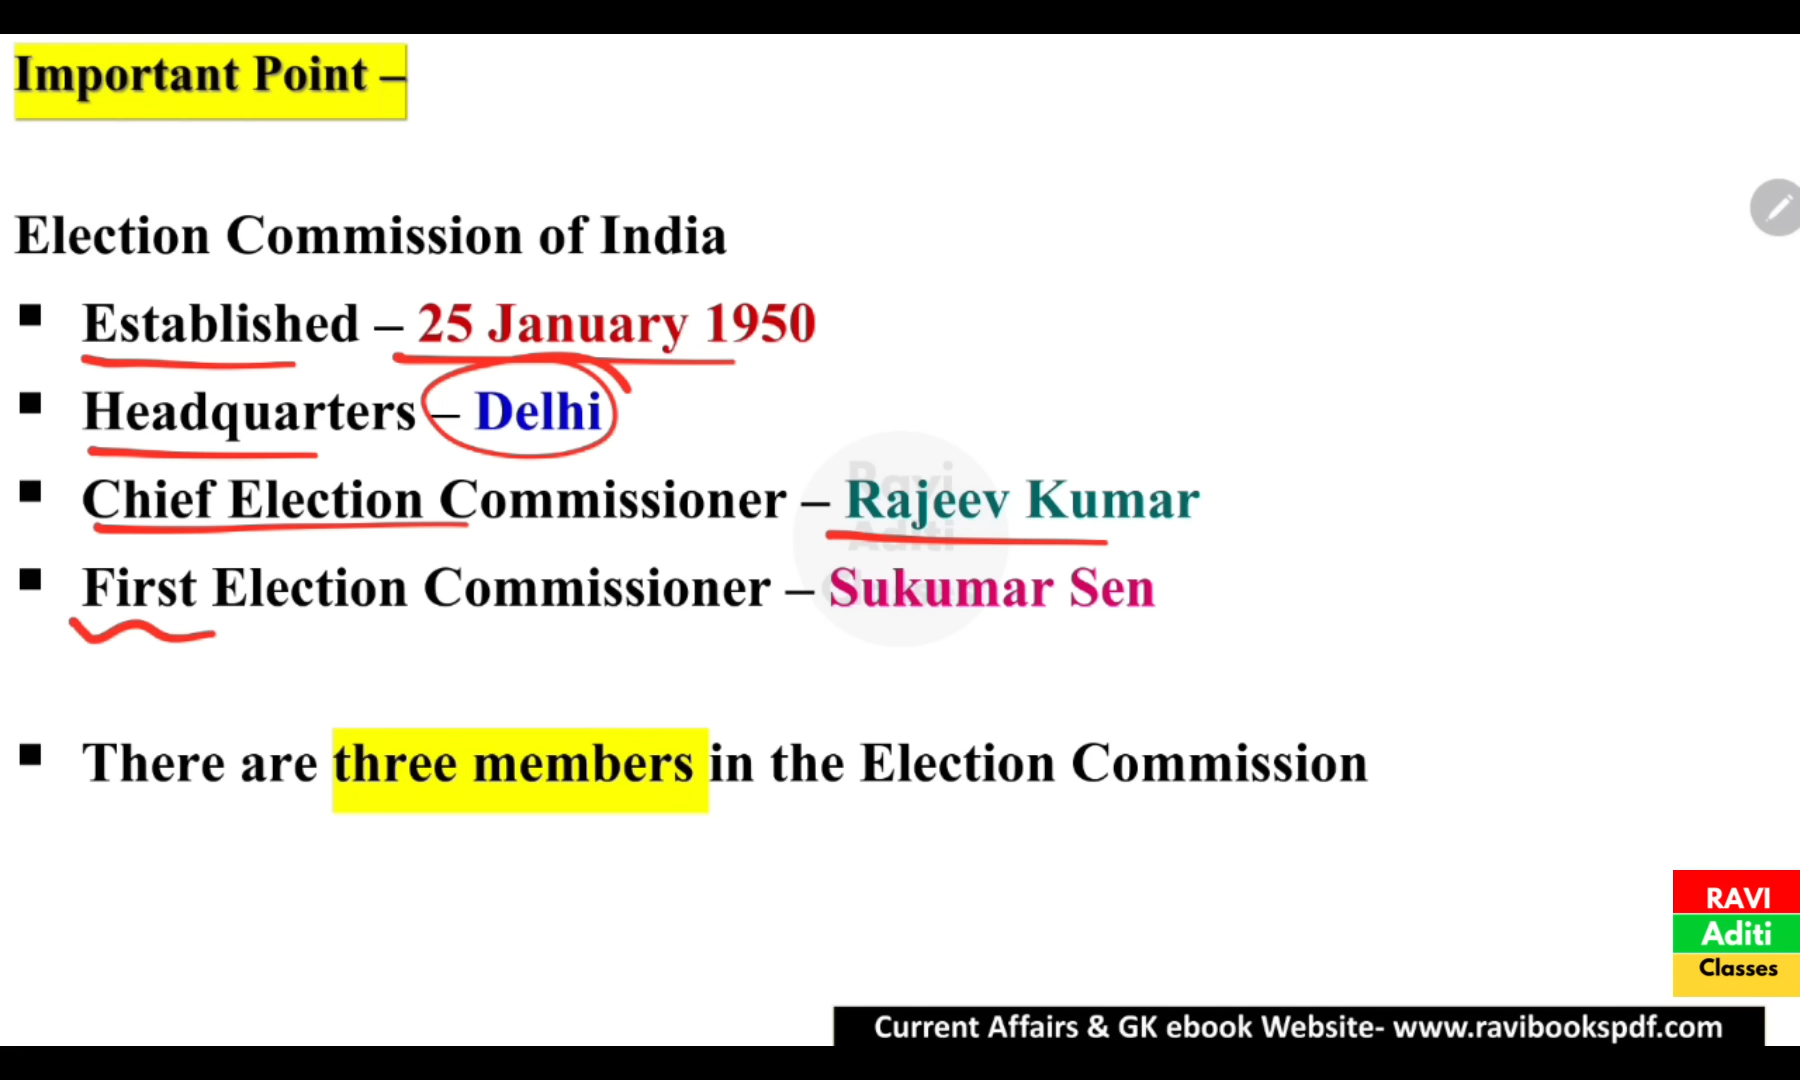 Important Point –
Election Commission of India
▪ Established – 25 January 1950
▪ Headquarters – Delhi
▪ Chief Election Commissioner – Rajeev Kumar
▪ First Election Commissioner – Sukumar Sen
▪ There are three members in the Election Commission
Ravi
Aditi
RAVI
Aditi
Classes
Current Affairs & GK ebook Website- www.ravibookspdf.com